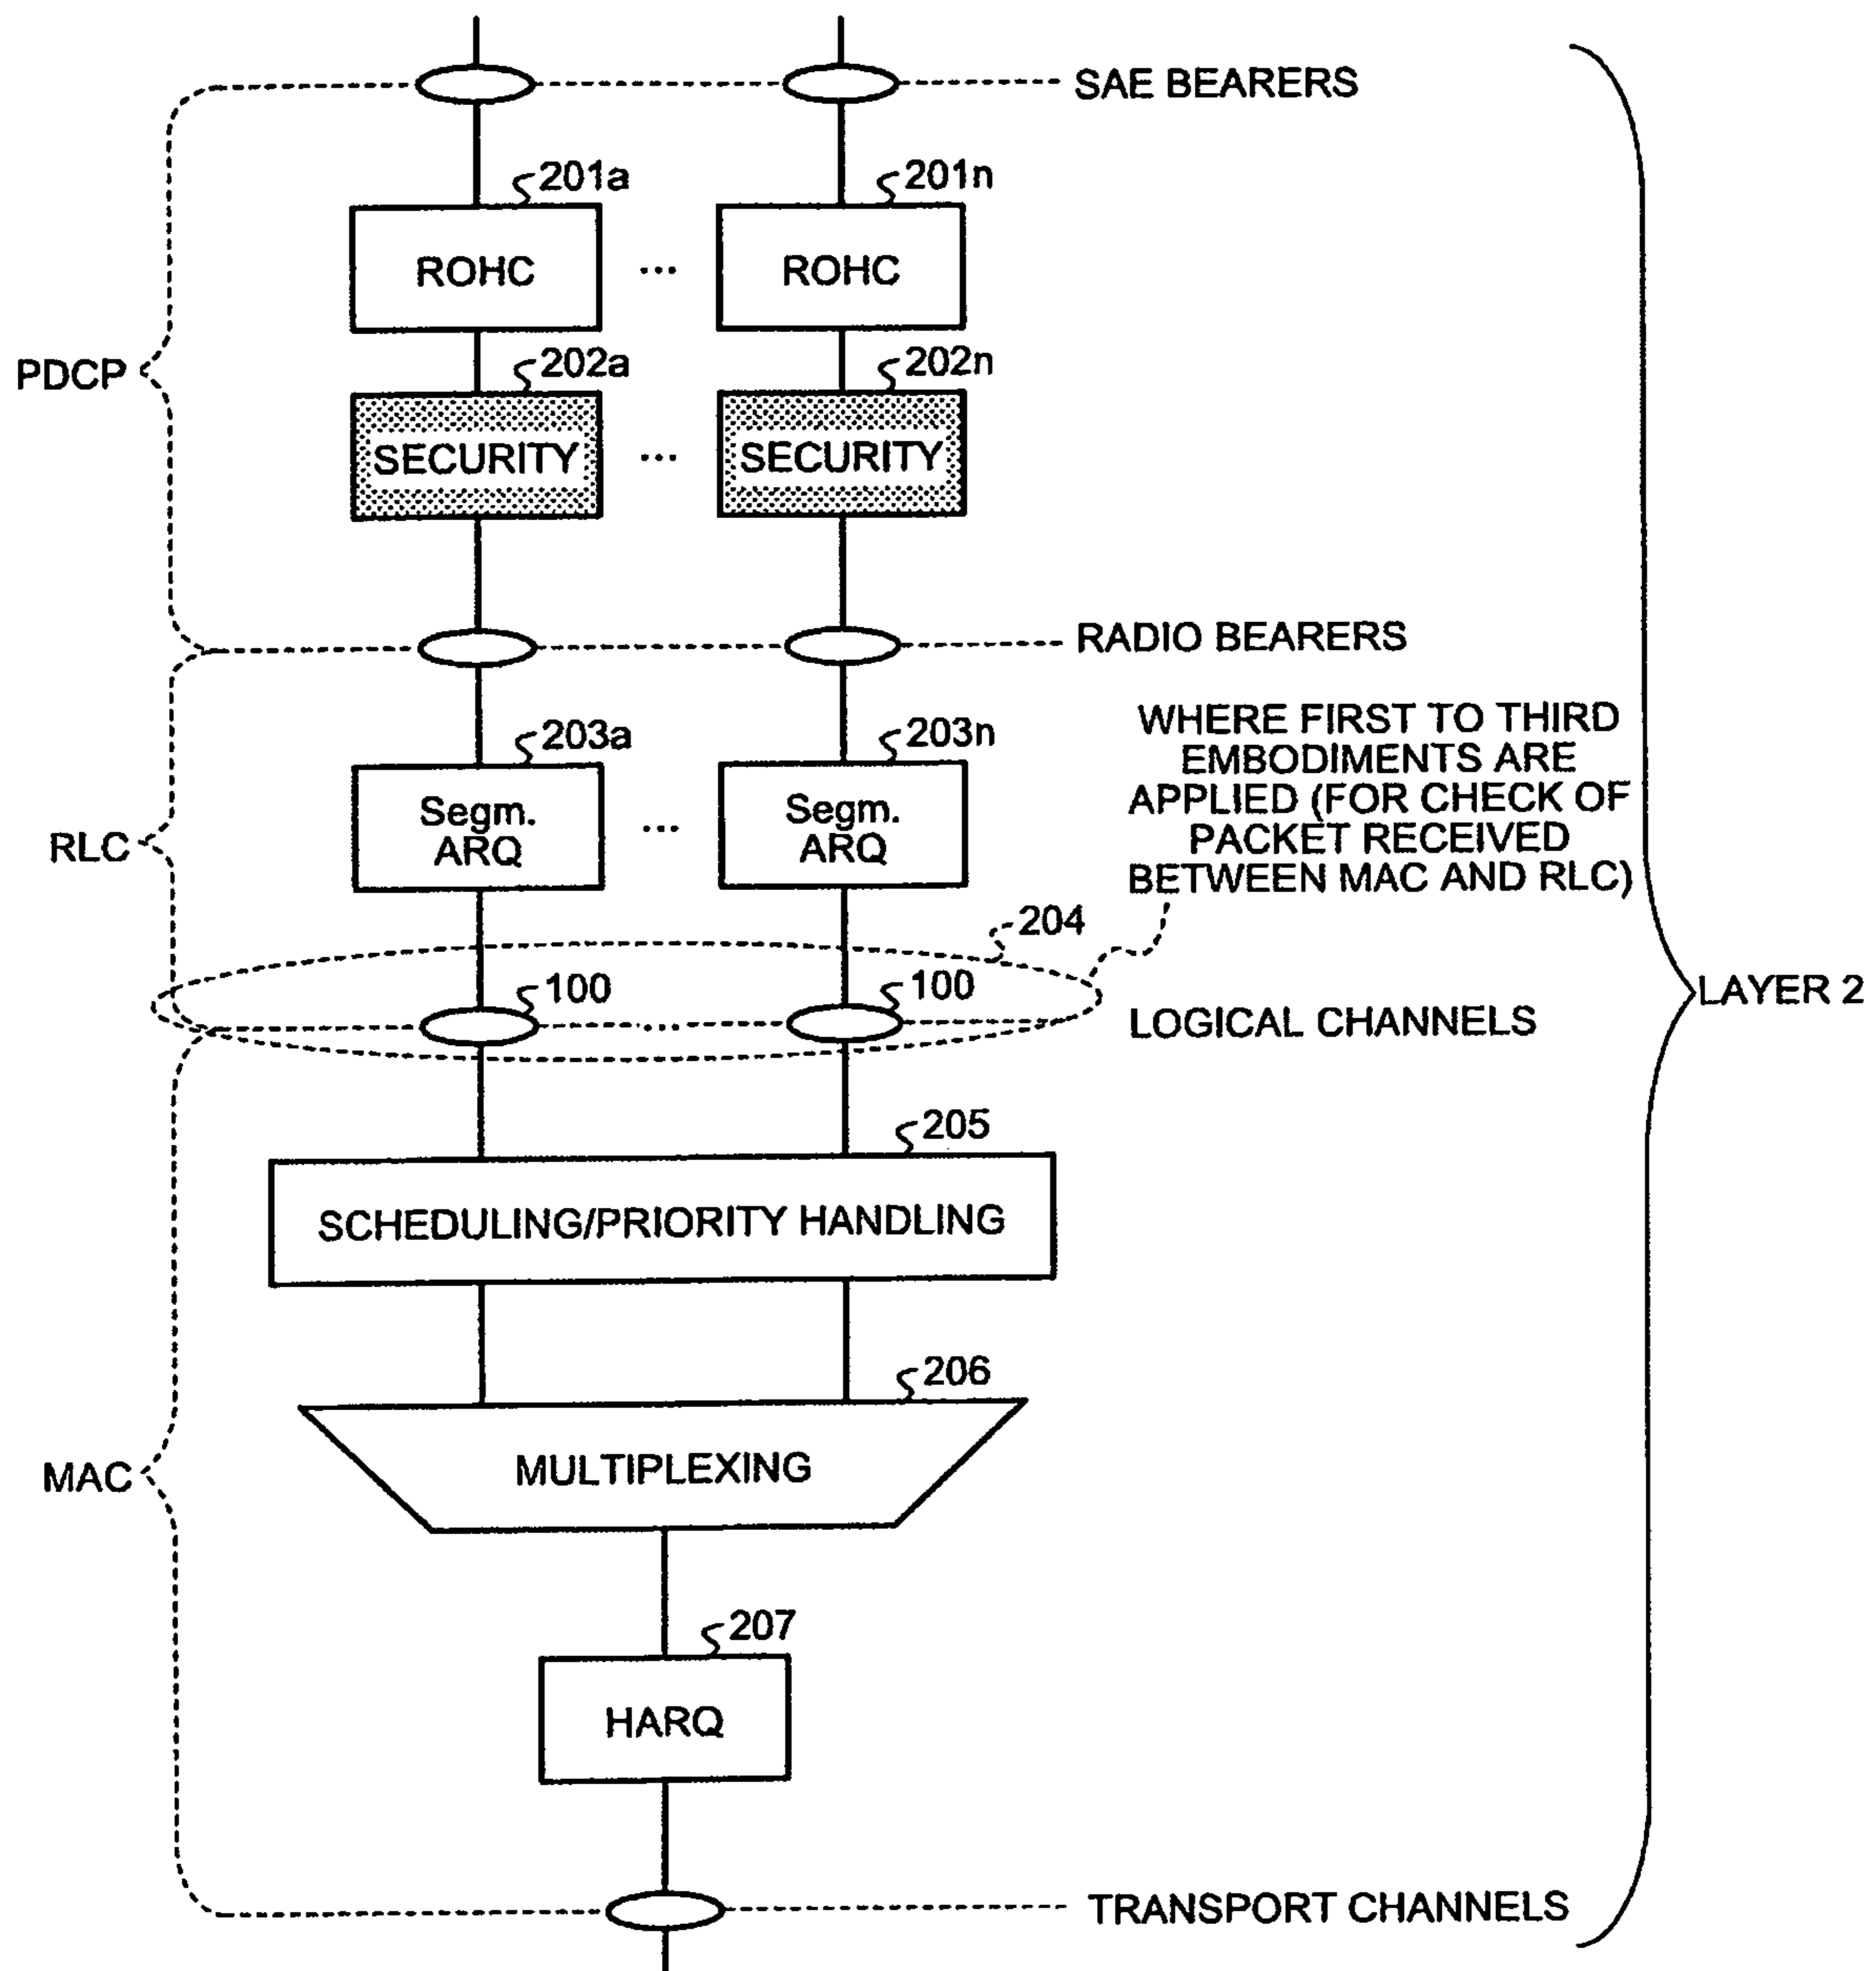 SAE BEARERS
201a
201n
ROHC
...
ROHC
PDCP
202a
202n
SECURITY
...
SECURITY
RADIO BEARERS
203a
203n
Segm.
ARQ
...
Segm.
ARQ
RLC
WHERE FIRST TO THIRD
EMBODIMENTS ARE
APPLIED (FOR CHECK OF
PACKET RECEIVED
BETWEEN MAC AND RLC)
204
100
...
100
LOGICAL CHANNELS
LAYER 2
205
SCHEDULING/PRIORITY HANDLING
206
MULTIPLEXING
MAC
207
HARQ
TRANSPORT CHANNELS